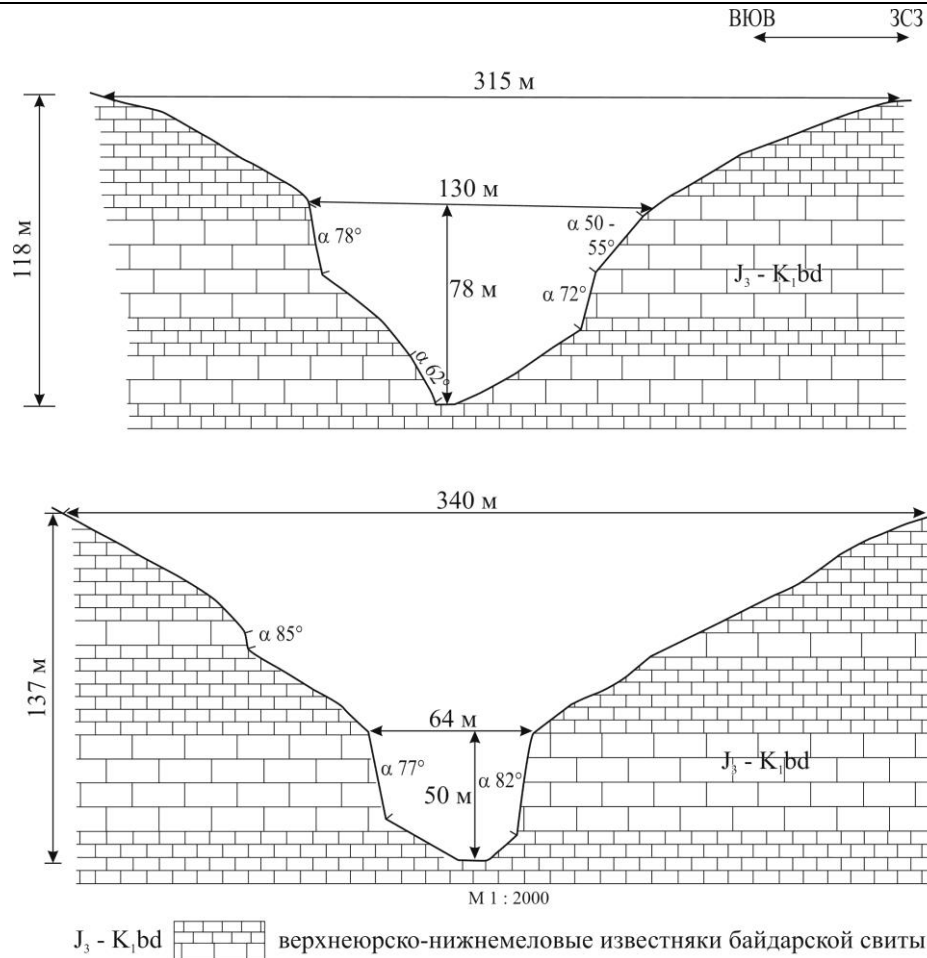 ВЮВ ЗСЗ
315 м
130 м
118 м
α 78°
α 50 -
55°
78 м
α 72°
J₃ - K₁bd
α 62°
340 м
α 85°
137 м
64 м
α 77°
α 82°
50 м
J₃ - K₁bd
М 1 : 2000
J₃ - K₁bd верхнеюрско-нижнемеловые известняки байдарской свиты